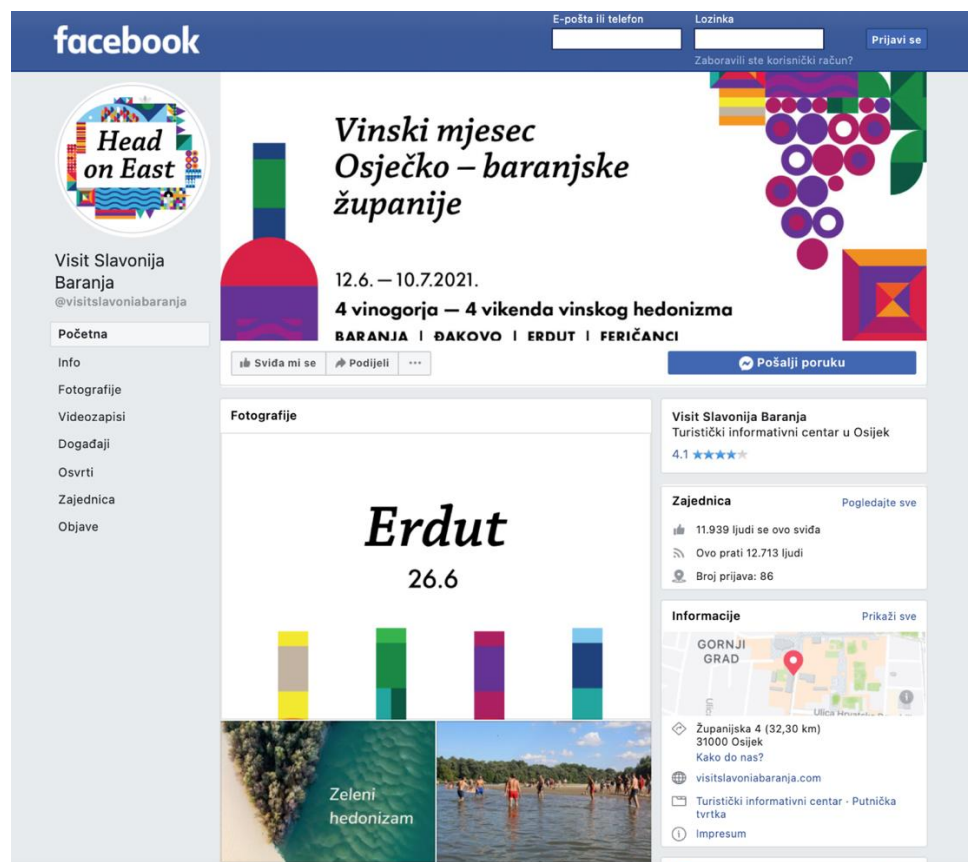 facebook
E-pošta ili telefon
Lozinka
Prijavi se
Zaboravili ste korisnički račun?
Head
on East
Visit Slavonija
Baranja
@visitslavoniabaranja
Početna
Info
Fotografije
Videozapisi
Događaji
Osvrti
Zajednica
Objave
Vinski mjesec
Osječko – baranjske
županije
12.6. — 10.7.2021.
4 vinogorja — 4 vikenda vinskog hedonizma
BARANJA | ĐAKOVO | ERDUT | FERIČANCI
Sviđa mi se
Podijeli
...
Pošalji poruku
Fotografije
Erdut
26.6
Zeleni
hedonizam
Visit Slavonija Baranja
Turistički informativni centar u Osijek
4.1 ★★★★★
Zajednica
Pogledajte sve
11.939 ljudi se ovo sviđa
Ovo prati 12.713 ljudi
Broj prijava: 86
Informacije
Prikaži sve
GORNJI
GRAD
Ulica
Županijska 4 (32,30 km)
31000 Osijek
Kako do nas?
visitslavoniabaranja.com
Turistički informativni centar · Putnička
tvrtka
Impresum